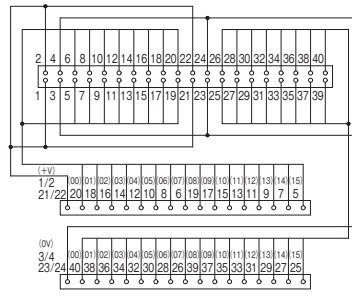 2 4 6 8 10 12 14 16 18 20 22 24 26 28 30 32 34 36 38 40
1 3 5 7 9 11 13 15 17 19 21 23 25 27 29 31 33 35 37 39
(+V)
1/2 (00) (01) (02) (03) (04) (05) (06) (07) (08) (09) (10) (11) (12) (13) (14) (15)
21/22 20 18 16 14 12 10 8 6 19 17 15 13 11 9 7 5
(0V)
3/4 (00) (01) (02) (03) (04) (05) (06) (07) (08) (09) (10) (11) (12) (13) (14) (15)
23/24 40 38 36 34 32 30 28 26 39 37 35 33 31 29 27 25